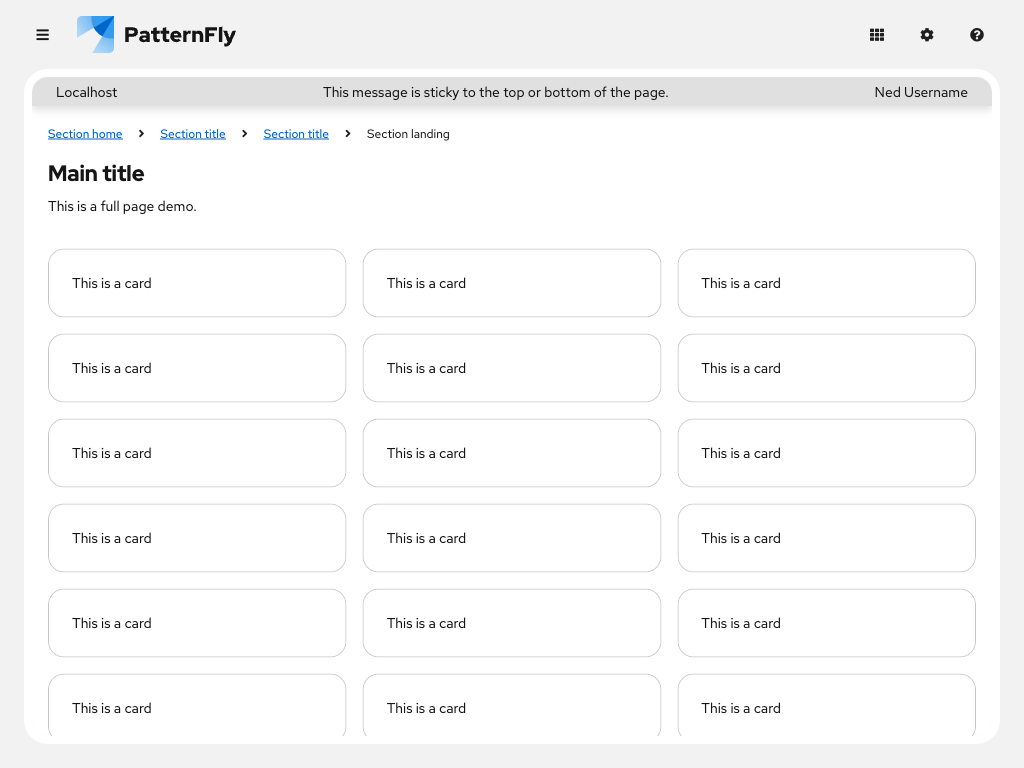 PatternFly
Localhost This message is sticky to the top or bottom of the page. Ned Username
Section home Section title Section title Section landing
Main title
This is a full page demo.
This is a card This is a card This is a card
This is a card This is a card This is a card
This is a card This is a card This is a card
This is a card This is a card This is a card
This is a card This is a card This is a card
This is a card This is a card This is a card